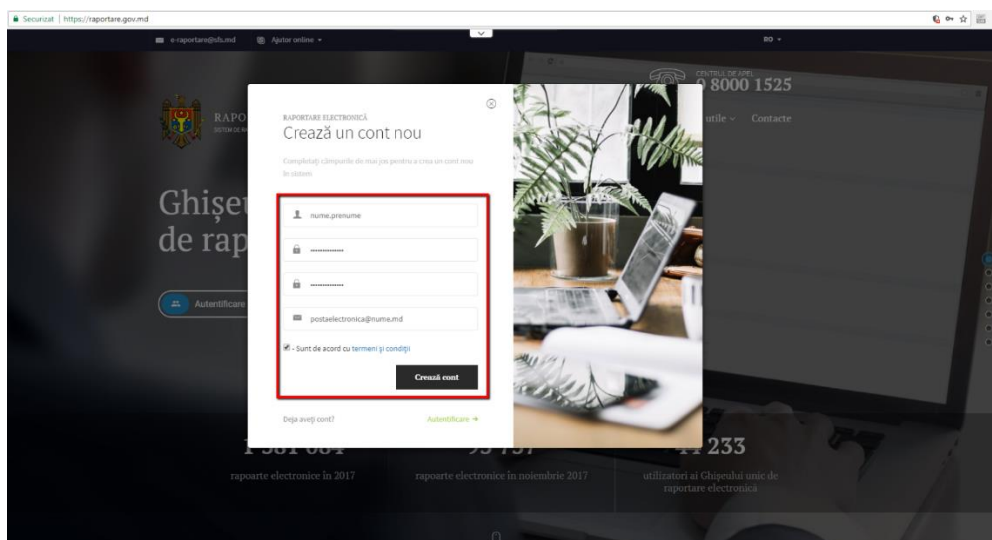 Securizat | https://raportare.gov.md
e-raportare@sfs.md Ajutor online RO
CENTRUL DE APEL
0 8000 1525
RAPO
utile Contacte
RAPORTARE ELECTRONICĂ
Crează un cont nou
Completați câmpurile de mai jos pentru a crea un cont nou
în sistem
Ghișeu
de rap
nume.prenume
Autentificare
postaelectronica@nume.md
- Sunt de acord cu termeni și condiții
Crează cont
Deja aveți cont? Autentificare
1 381 084
233
rapoarte electronice în 2017
rapoarte electronice în noiembrie 2017
utilizatori ai Ghișeului unic de
raportare electronică